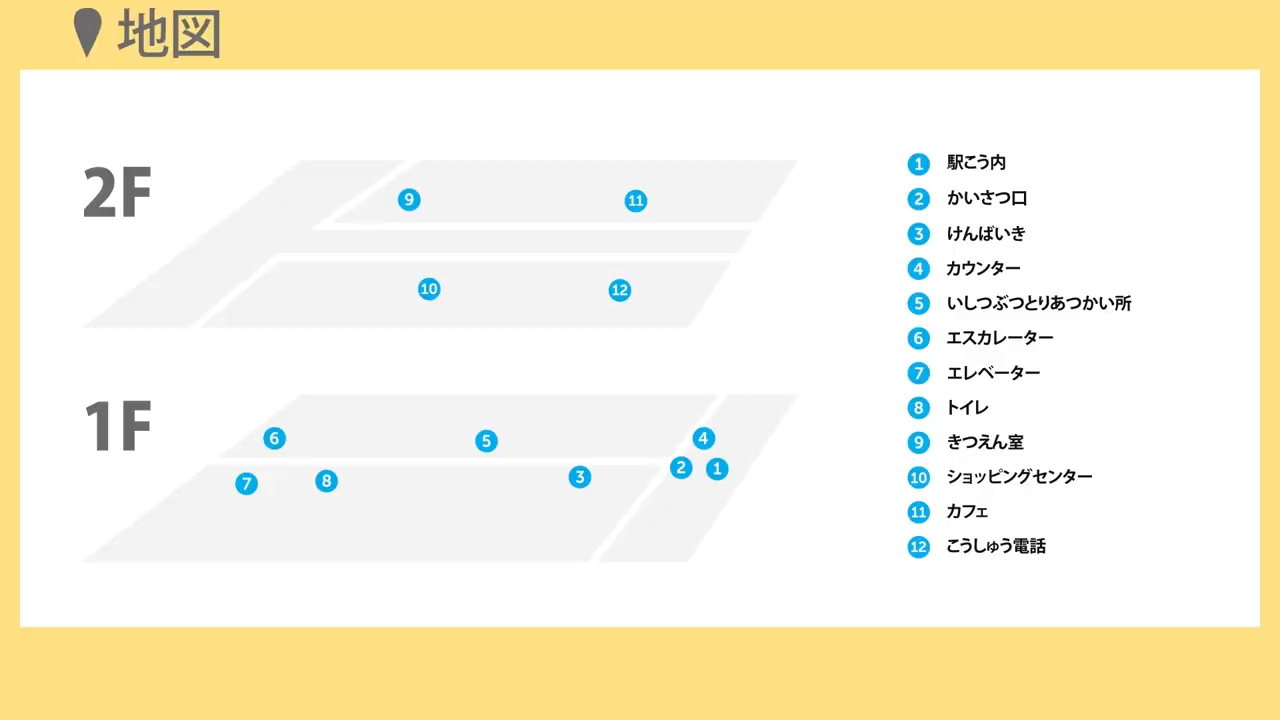 地図
2F
9
11
10
12
1F
6
5
4
7
8
3
2
1
1 駅こう内
2 かいさつ口
3 けんばいき
4 カウンター
5 いしつぶつとりあつかい所
6 エスカレーター
7 エレベーター
8 トイレ
9 きつえん室
10 ショッピングセンター
11 カフェ
12 こうしゅう電話